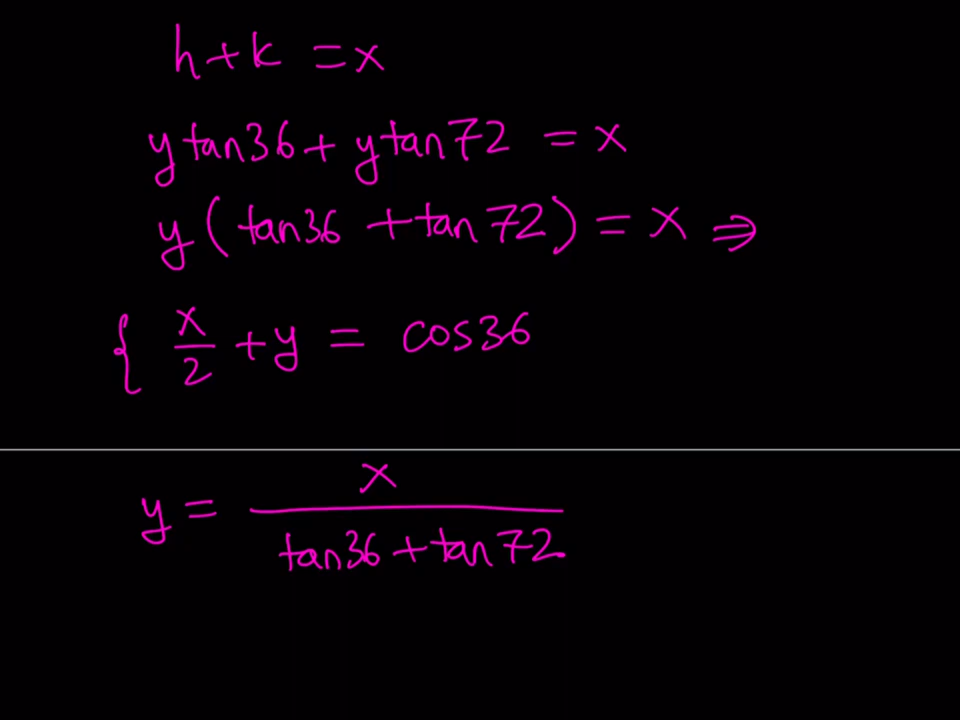 h+k =x
y tan36 + y tan72 = x
y (tan36 + tan72) = x ⇒
{ x/2 + y = cos36
y = x/(tan36 + tan72)